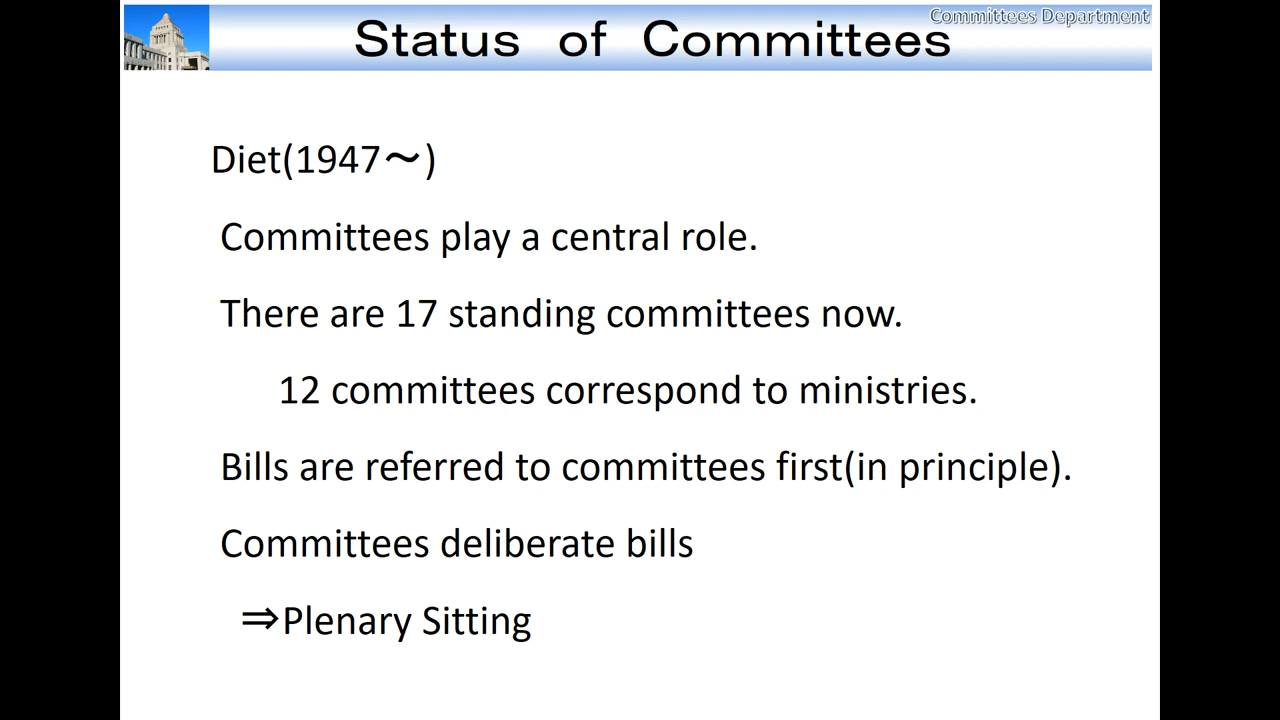 Committees Department
Status of Committees
Diet(1947～)
Committees play a central role.
There are 17 standing committees now.
12 committees correspond to ministries.
Bills are referred to committees first(in principle).
Committees deliberate bills
⇒Plenary Sitting